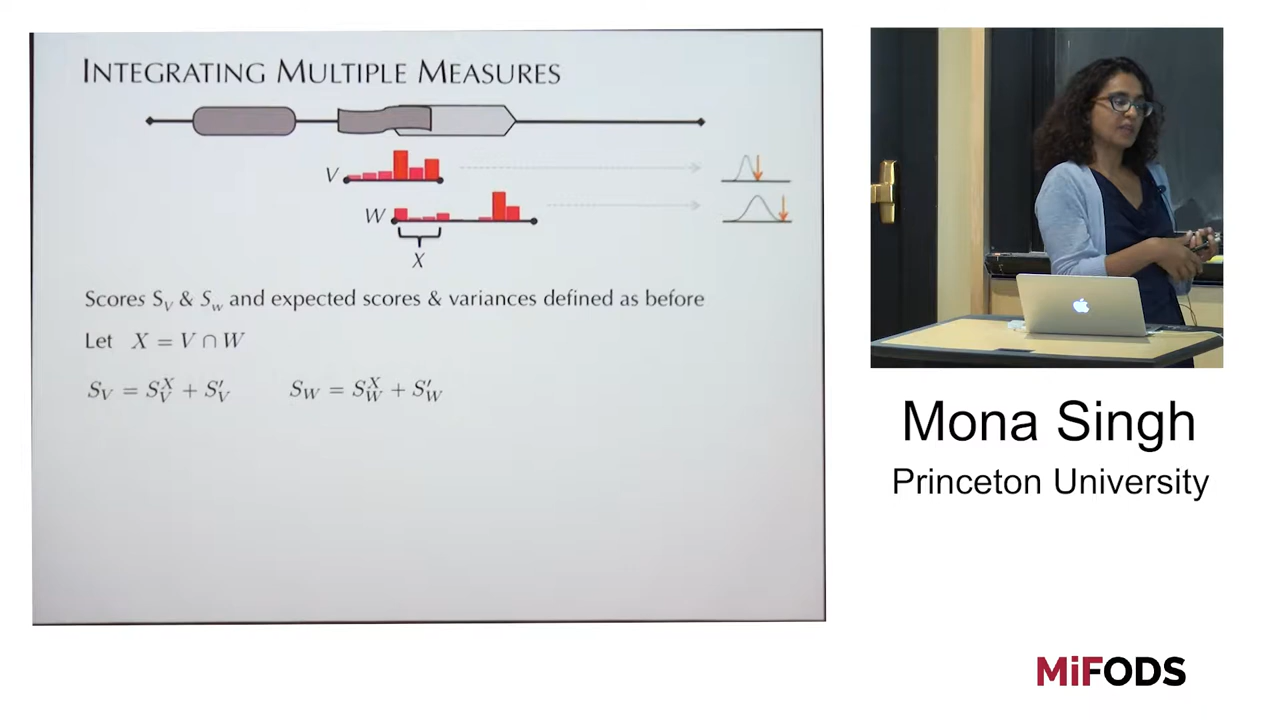 INTEGRATING MULTIPLE MEASURES
V
W
X
Scores S_V & S_w and expected scores & variances defined as before
Let X = V ∩ W
S_V = S_V^X + S'_V S_W = S_W^X + S'_W
Mona Singh
Princeton University
MiFODS